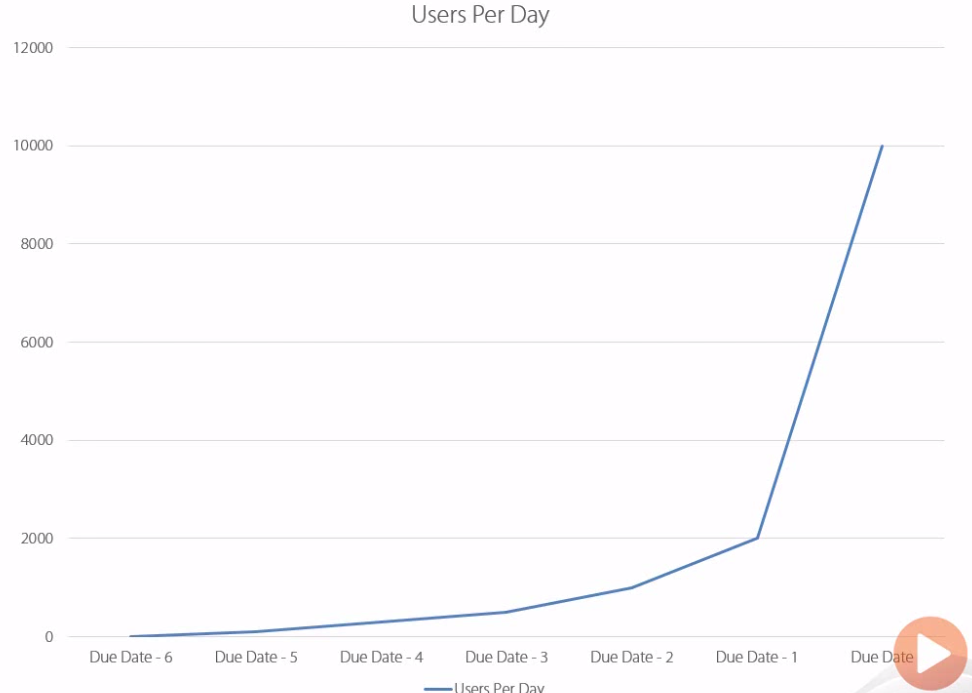 Users Per Day
12000
10000
8000
6000
4000
2000
0
Due Date - 6 Due Date - 5 Due Date - 4 Due Date - 3 Due Date - 2 Due Date - 1 Due Date
Users Per Day